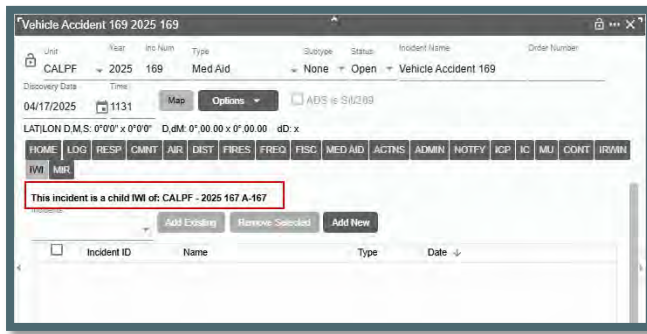 Vehicle Accident 169 2025 169
Unit Year Inc Num Type Subtype Status Incident Name Order Number
CALPF 2025 169 Med Aid None Open Vehicle Accident 169
Discovery Date Time
04/17/2025 1131 Map Options ADS is Sit/209
LAT|LON D,M,S: 0°0'0" x 0°0'0" D,dM: 0°,00.00 x 0°,00.00 dD: x
HOME LOG RESP CMNT AIR DIST FIRES FREQ FISC MED AID ACTNS ADMIN NOTFY ICP IC MU CONT IRWIN
IWI MIR
This incident is a child IWI of: CALPF - 2025 167 A-167
Incidents
Add Existing Remove Selected Add New
Incident ID Name Type Date